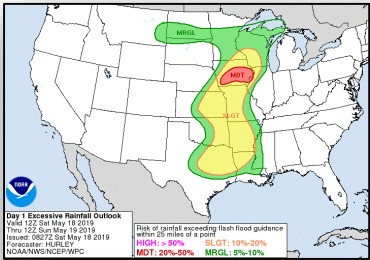 MRGL
MDT
SLGT
NOAA
Day 1 Excessive Rainfall Outlook
Valid 12Z Sat May 18 2019
Thru 12Z Sun May 19 2019
Issued: 0827Z Sat May 18 2019
Forecaster: HURLEY
NOAA/NWS/NCEP/WPC
Risk of rainfall exceeding flash flood guidance
within 25 miles of a point
HIGH: > 50% SLGT: 10%-20%
MDT: 20%-50% MRGL: 5%-10%